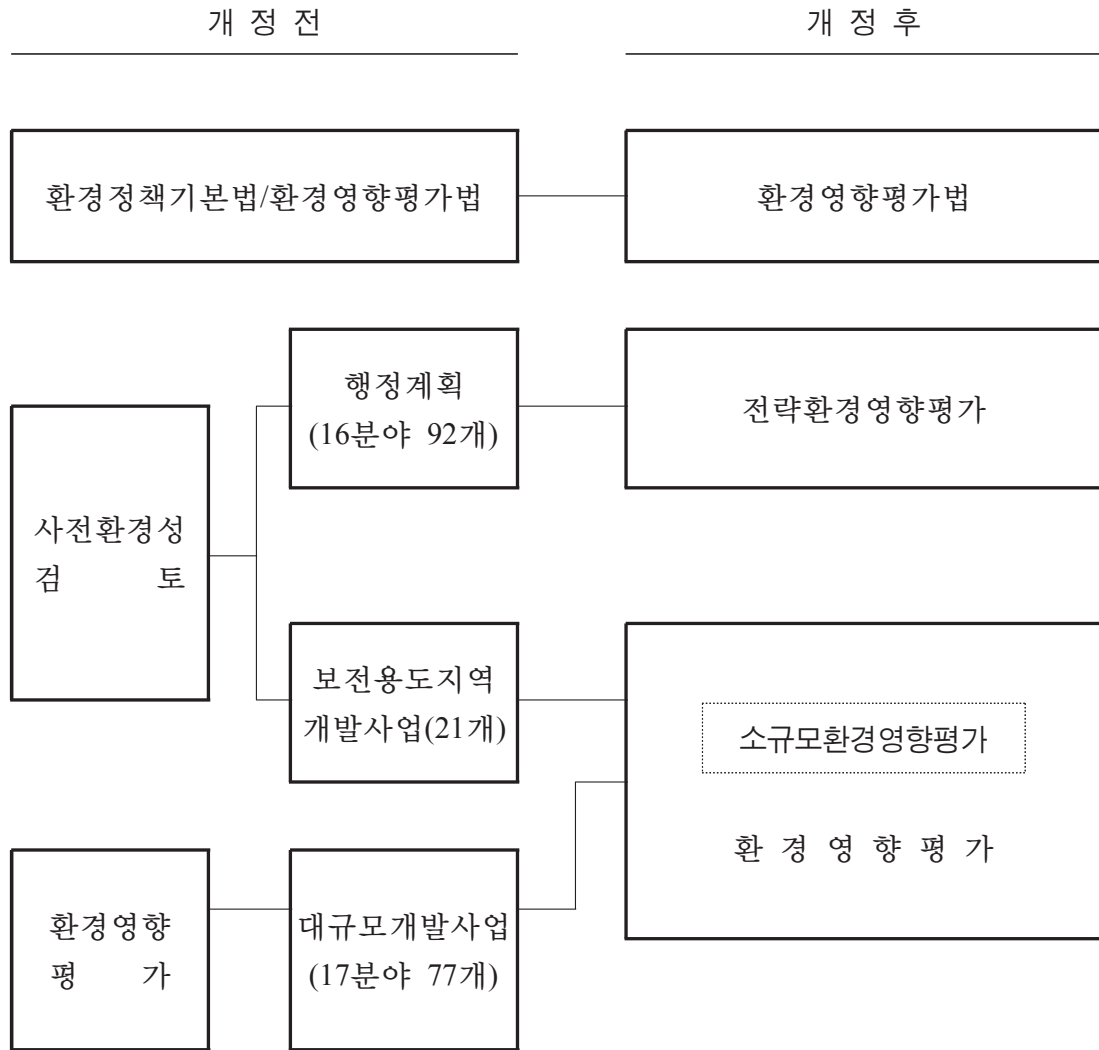 개 정 전
개 정 후
환경정책기본법/환경영향평가법
환경영향평가법
행정계획
(16분야 92개)
전략환경영향평가
사전환경성
검 토
보전용도지역
개발사업(21개)
소규모환경영향평가
환 경 영 향 평 가
환경영향
평 가
대규모개발사업
(17분야 77개)